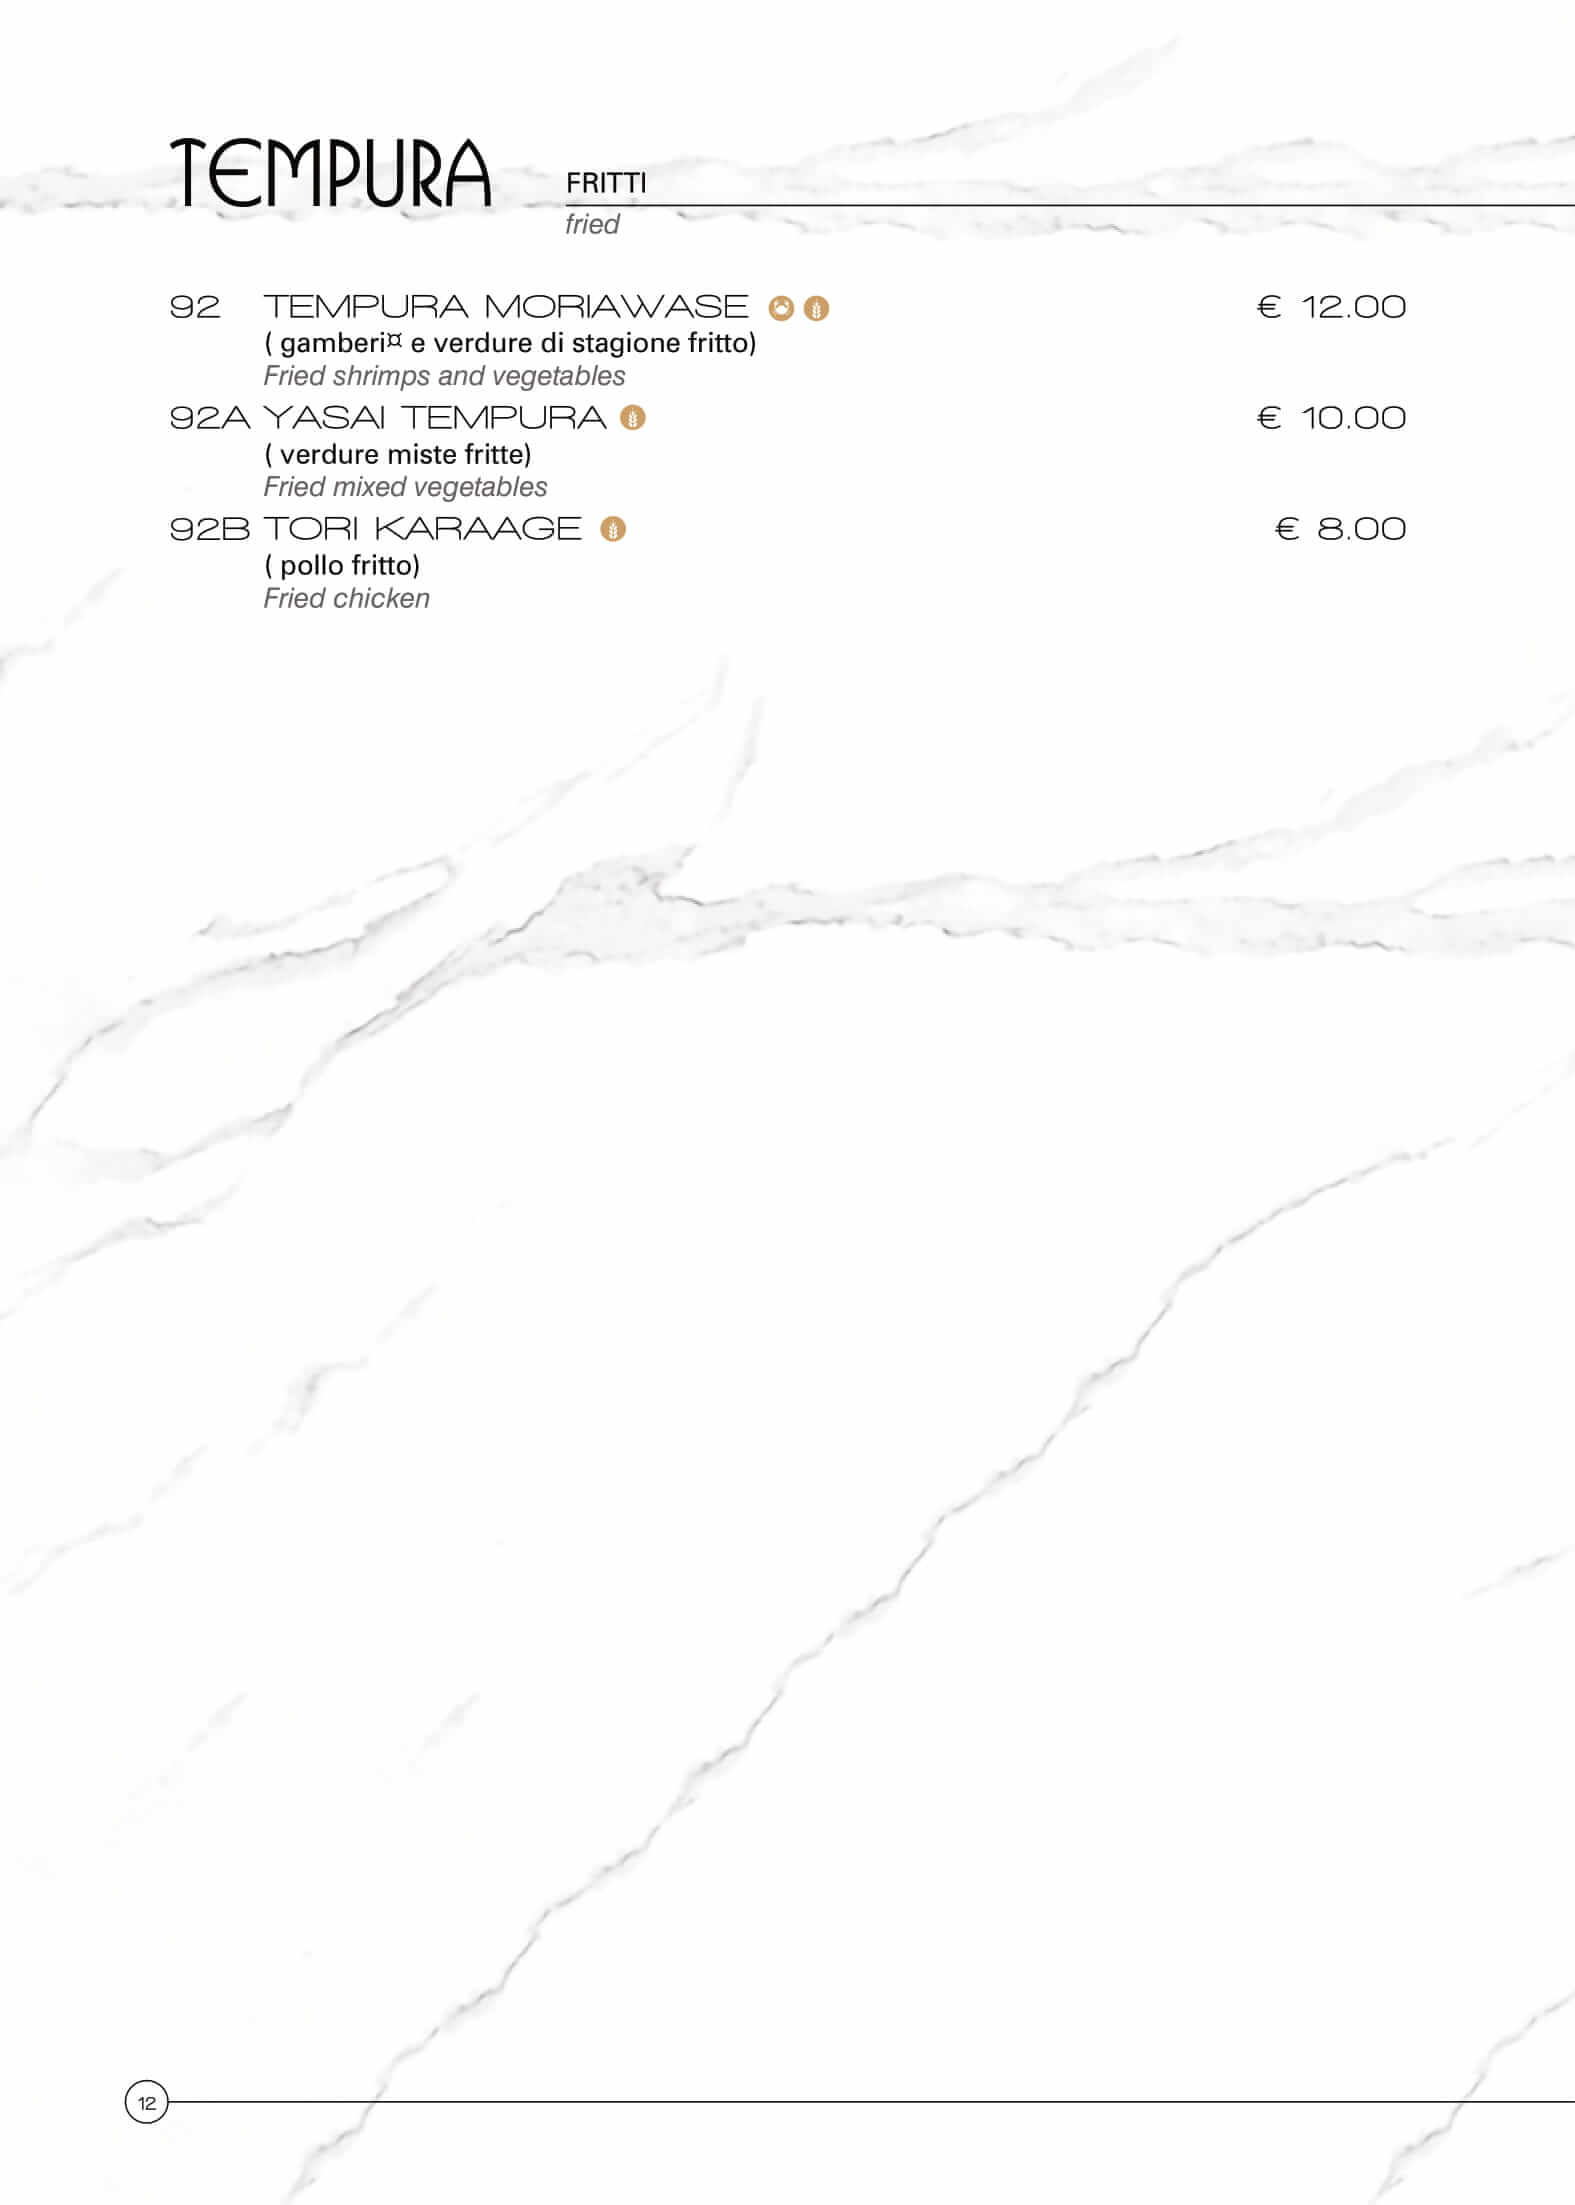 TEMPURA
FRITTI
fried
92 TEMPURA MORIAWASE € 12.00
( gamberi¤ e verdure di stagione fritto)
Fried shrimps and vegetables
92A YASAI TEMPURA € 10.00
( verdure miste fritte)
Fried mixed vegetables
92B TORI KARAAGE € 8.00
( pollo fritto)
Fried chicken
12